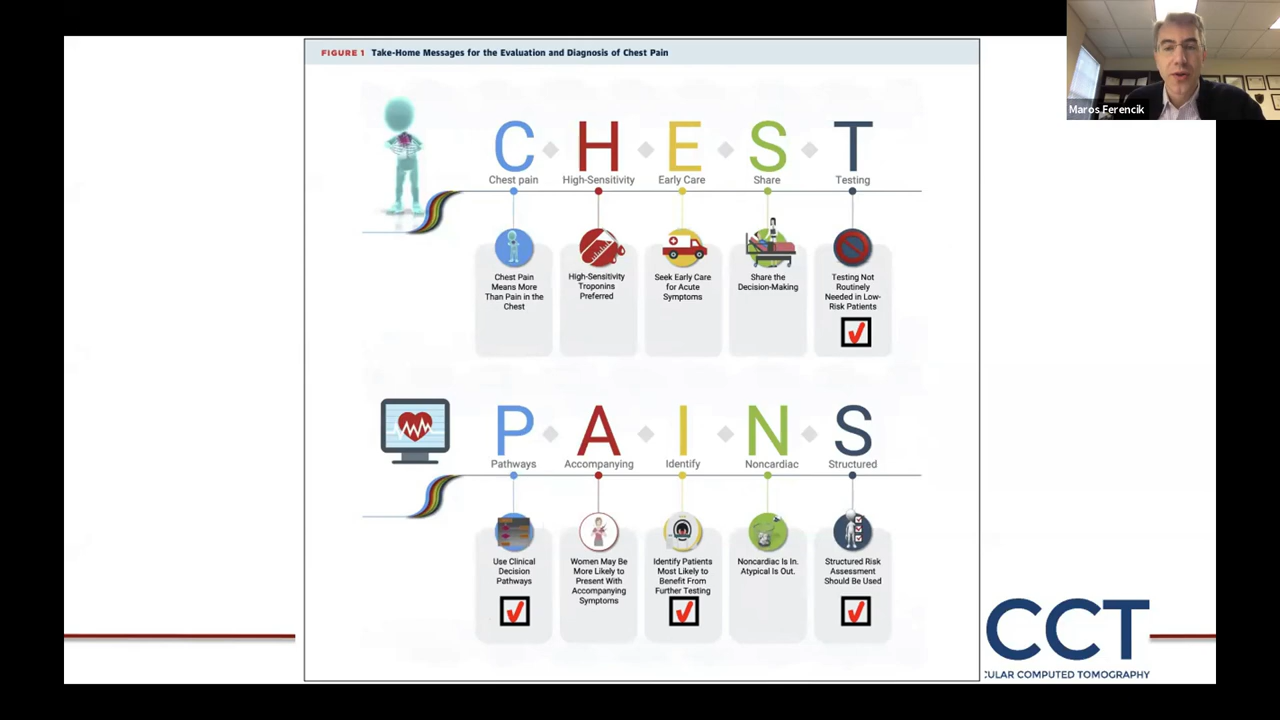 Maros Ferencik
FIGURE 1 Take-Home Messages for the Evaluation and Diagnosis of Chest Pain
C H E S T
Chest pain High-Sensitivity Early Care Share Testing
Chest Pain
Means More
Than Pain in the
Chest
High-Sensitivity
Troponins
Preferred
Seek Early Care
for Acute
Symptoms
Share the
Decision-Making
Testing Not
Routinely
Needed in Low-
Risk Patients
P A I N S
Pathways Accompanying Identify Noncardiac Structured
Use Clinical
Decision
Pathways
Women May Be
More Likely to
Present With
Accompanying
Symptoms
Identify Patients
Most Likely to
Benefit From
Further Testing
Noncardiac Is In.
Atypical Is Out.
Structured Risk
Assessment
Should Be Used
CCT
CULAR COMPUTED TOMOGRAPHY